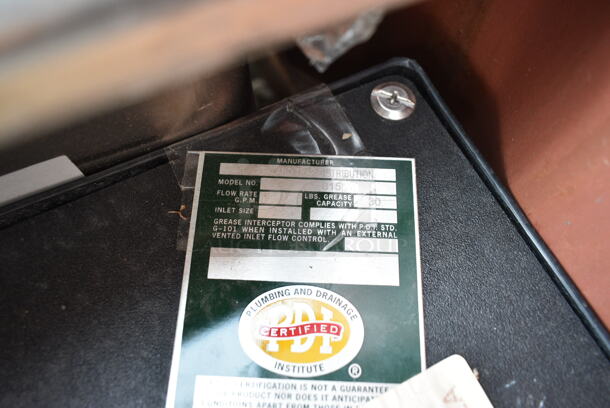 MANUFACTURER
DISTRIBUTION
MODEL NO. 15
FLOW RATE G.P.M.
LBS. GREASE CAPACITY 30
INLET SIZE
GREASE INTERCEPTOR COMPLIES WITH P.D.I. STD.
G-101 WHEN INSTALLED WITH AN EXTERNAL
VENTED INLET FLOW CONTROL.
PLUMBING AND DRAINAGE
PDI
CERTIFIED
INSTITUTE
®
CERTIFICATION IS NOT A GUARANTEE
PRODUCT NOR DOES IT ANTICIPATE
CONDITIONS APART FROM THOSE IN